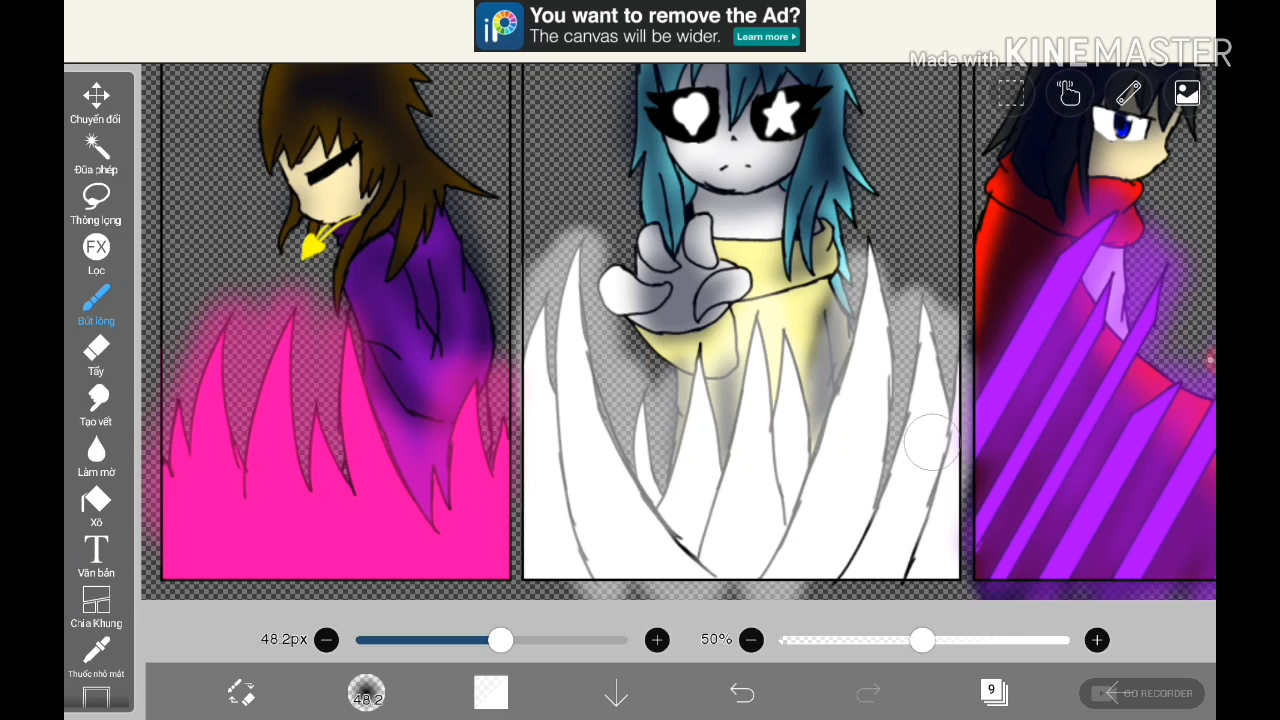 You want to remove the Ad?
The canvas will be wider.
Learn more
Made with KINEMASTER
Chuyển đổi
Đũa phép
Thòng lọng
FX
Lọc
Bút lông
Tẩy
Tạo vết
Làm mờ
Xô
T
Văn bản
Chia Khung
Thuốc nhỏ mắt
48.2px
50%
48.2
9
GO RECORDER